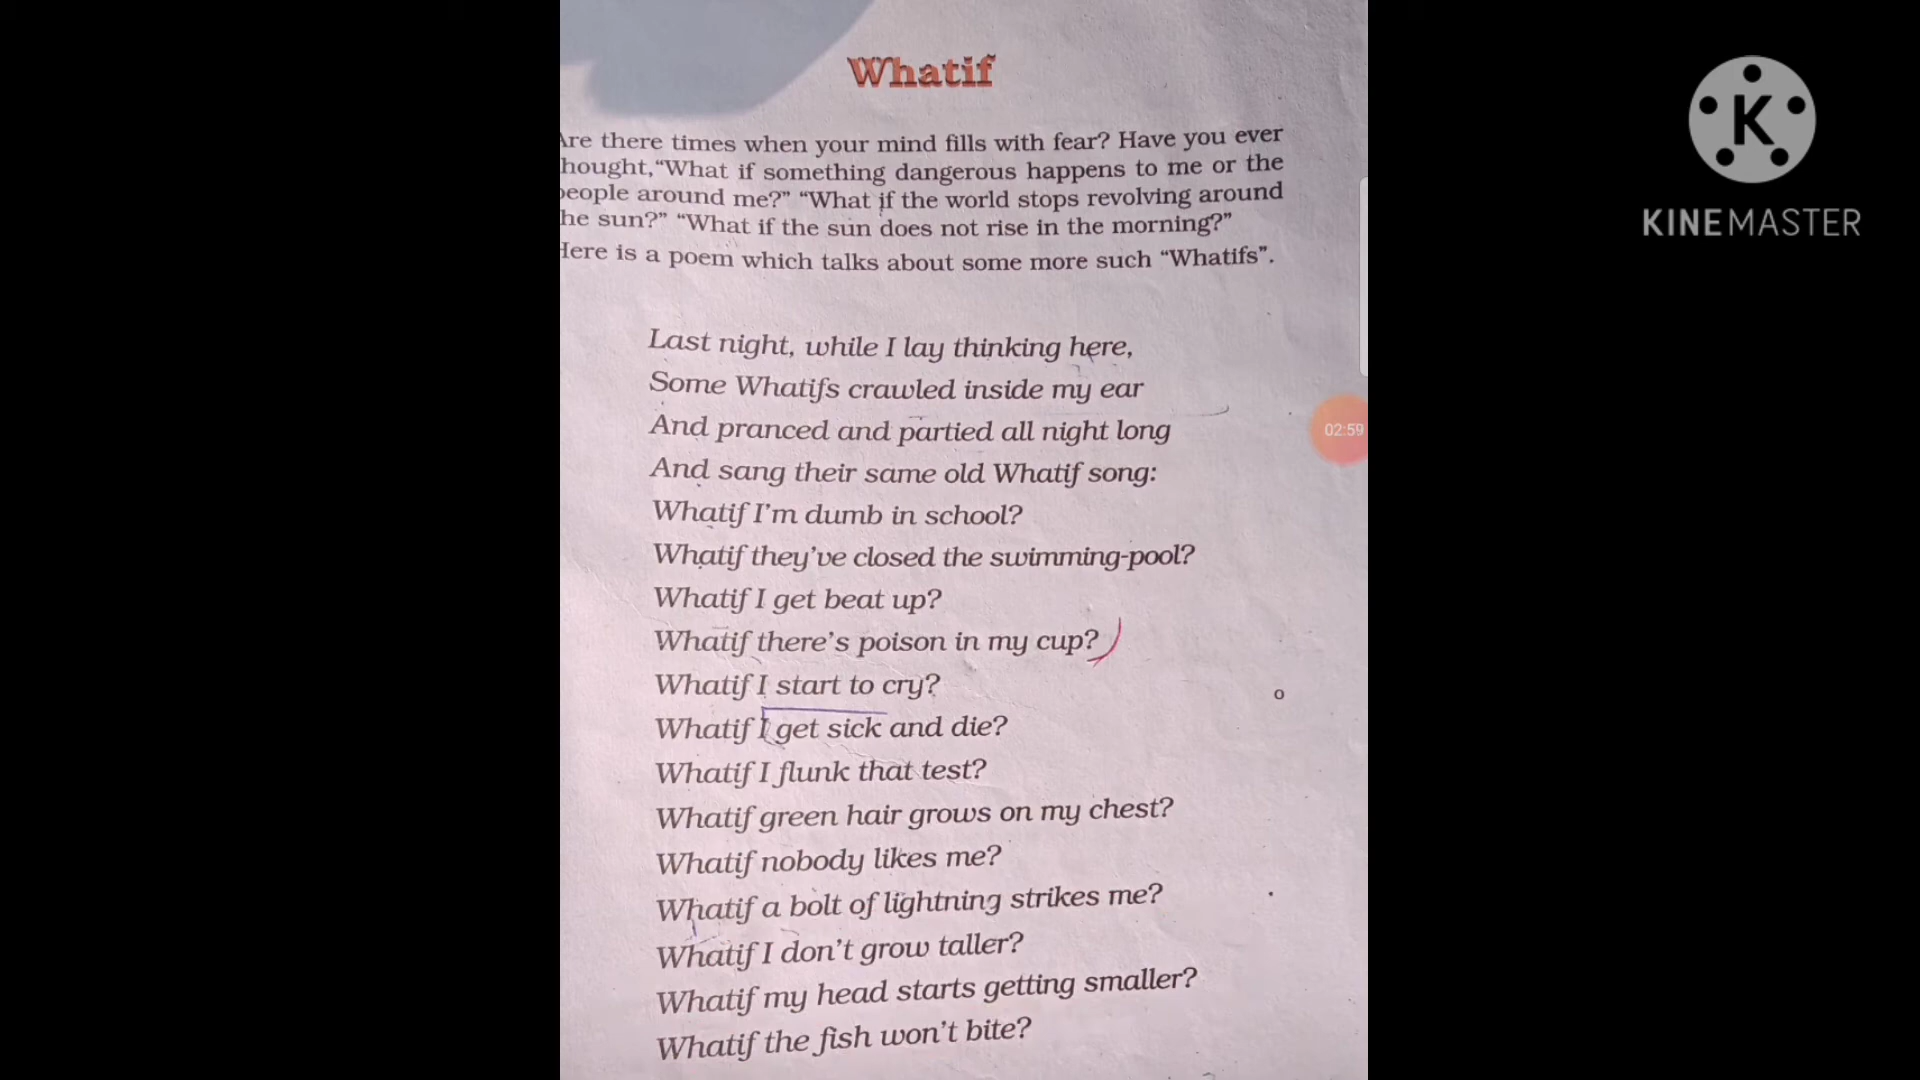 Whatif
Are there times when your mind fills with fear? Have you ever
thought,“What if something dangerous happens to me or the
people around me?” “What if the world stops revolving around
the sun?” “What if the sun does not rise in the morning?”
Here is a poem which talks about some more such “Whatifs”.
Last night, while I lay thinking here,
Some Whatifs crawled inside my ear
And pranced and partied all night long
And sang their same old Whatif song:
Whatif I’m dumb in school?
Whatif they’ve closed the swimming-pool?
Whatif I get beat up?
Whatif there’s poison in my cup?
Whatif I start to cry?
Whatif I get sick and die?
Whatif I flunk that test?
Whatif green hair grows on my chest?
Whatif nobody likes me?
Whatif a bolt of lightning strikes me?
Whatif I don’t grow taller?
Whatif my head starts getting smaller?
Whatif the fish won’t bite?
02:59
K
KINEMASTER